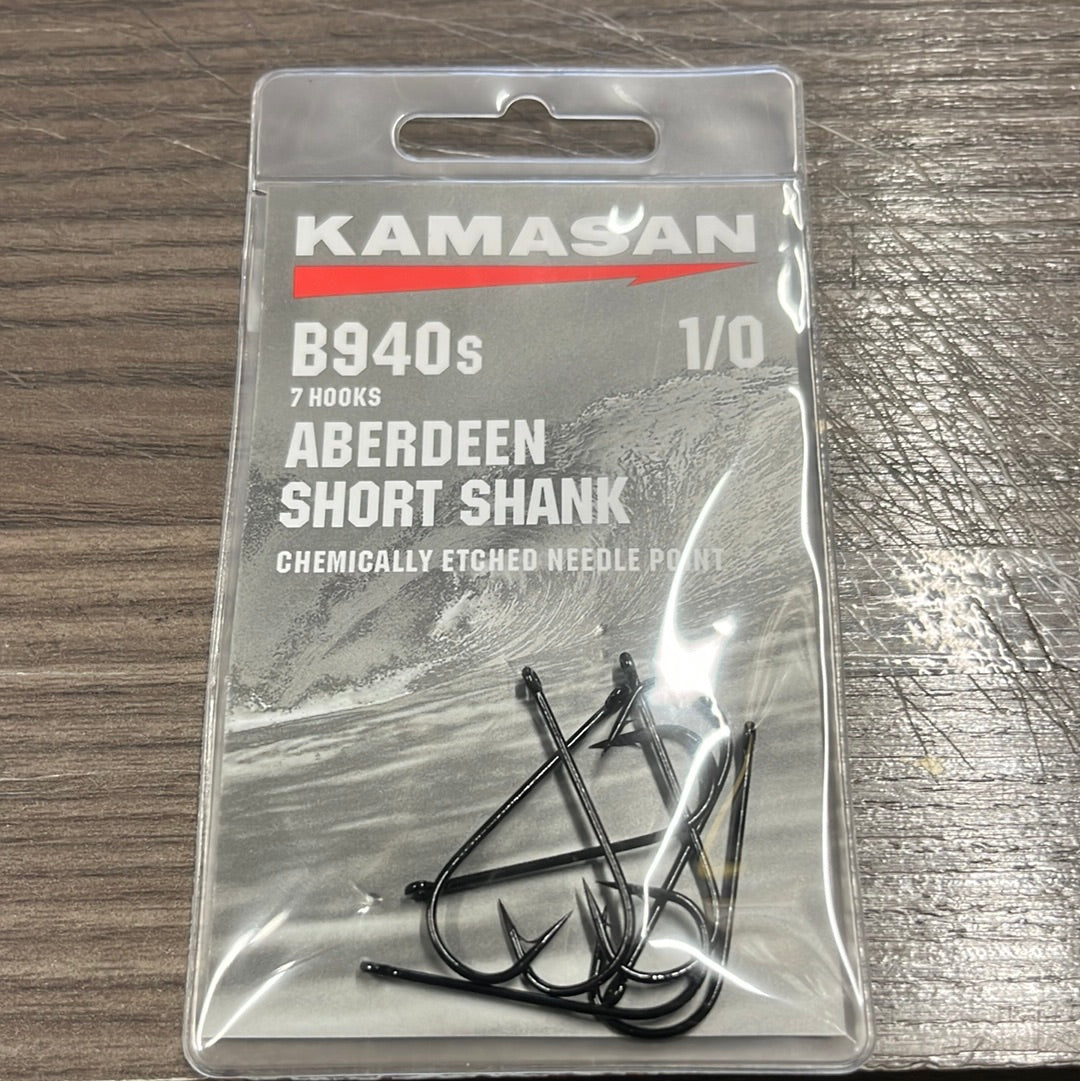 KAMASAN
B940s 1/0
7 HOOKS
ABERDEEN
SHORT SHANK
CHEMICALLY ETCHED NEEDLE POINT